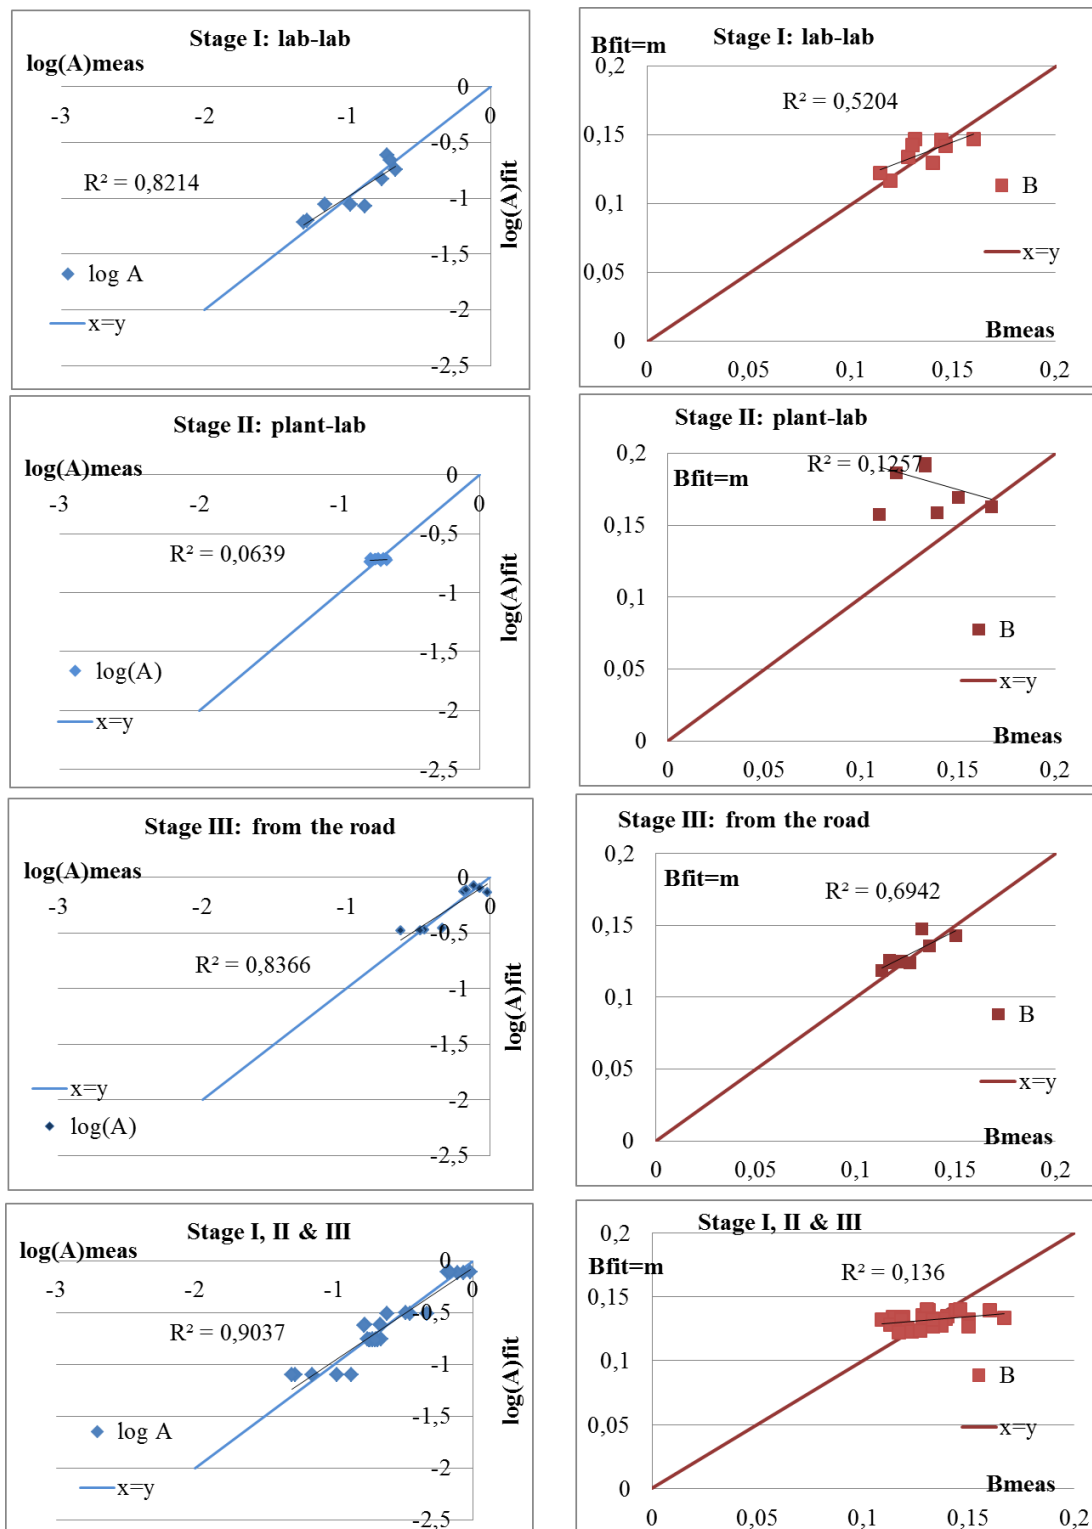 Stage I: lab-lab
log(A)meas
0
-3
-2
-1
0
-0,5
R² = 0,8214
-1
-1,5
log A
-2
x=y
-2,5
log(A)fit
Stage I: lab-lab
Bfit=m
0,2
R² = 0,5204
0,15
B
0,1
x=y
0,05
Bmeas
0
0
0,05
0,1
0,15
0,2
Stage II: plant-lab
log(A)meas
0
-3
-2
-1
0
-0,5
R² = 0,0639
-1
-1,5
log(A)
-2
x=y
-2,5
log(A)fit
Stage II: plant-lab
0,2
R² = 0,1257
Bfit=m
0,15
0,1
B
0,05
x=y
Bmeas
0
0
0,05
0,1
0,15
0,2
Stage III: from the road
log(A)meas
0
-3
-2
-1
0
-0,5
R² = 0,8366
-1
-1,5
x=y
-2
log(A)
-2,5
log(A)fit
Stage III: from the road
0,2
Bfit=m
R² = 0,6942
0,15
0,1
B
0,05
x=y
Bmeas
0
0
0,05
0,1
0,15
0,2
Stage I, II & III
log(A)meas
0
-3
-2
-1
0
-0,5
R² = 0,9037
-1
-1,5
log A
-2
x=y
-2,5
log(A)fit
Stage I, II & III
0,2
Bfit=m
R² = 0,136
0,15
0,1
B
0,05
x=y
Bmeas
0
0
0,05
0,1
0,15
0,2